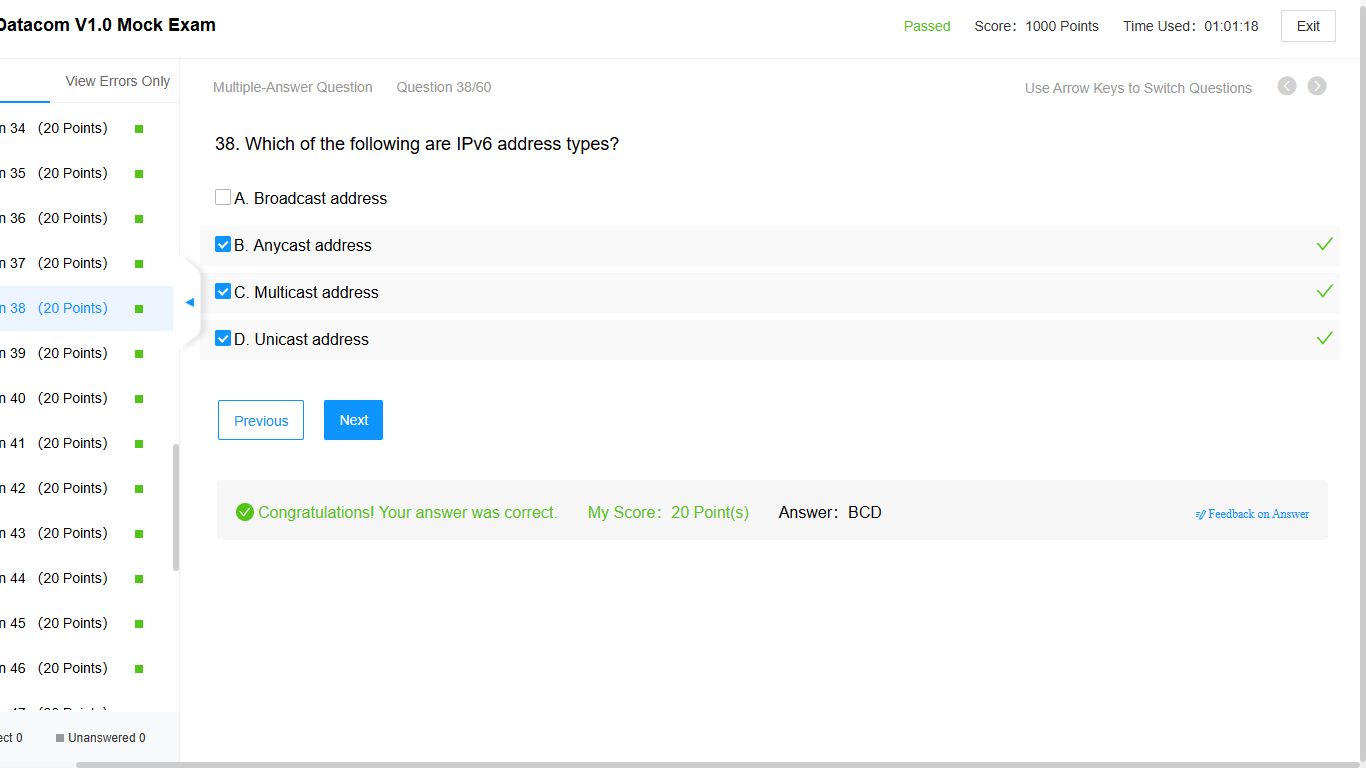 Datacom V1.0 Mock Exam
Passed Score: 1000 Points Time Used: 01:01:18 Exit
View Errors Only
Multiple-Answer Question Question 38/60
Use Arrow Keys to Switch Questions
n 34 (20 Points)
n 35 (20 Points)
n 36 (20 Points)
n 37 (20 Points)
n 38 (20 Points)
n 39 (20 Points)
n 40 (20 Points)
n 41 (20 Points)
n 42 (20 Points)
n 43 (20 Points)
n 44 (20 Points)
n 45 (20 Points)
n 46 (20 Points)
n 47 (20 Points)
ect 0 Unanswered 0
38. Which of the following are IPv6 address types?
A. Broadcast address
B. Anycast address
C. Multicast address
D. Unicast address
Previous Next
Congratulations! Your answer was correct. My Score: 20 Point(s) Answer: BCD
Feedback on Answer